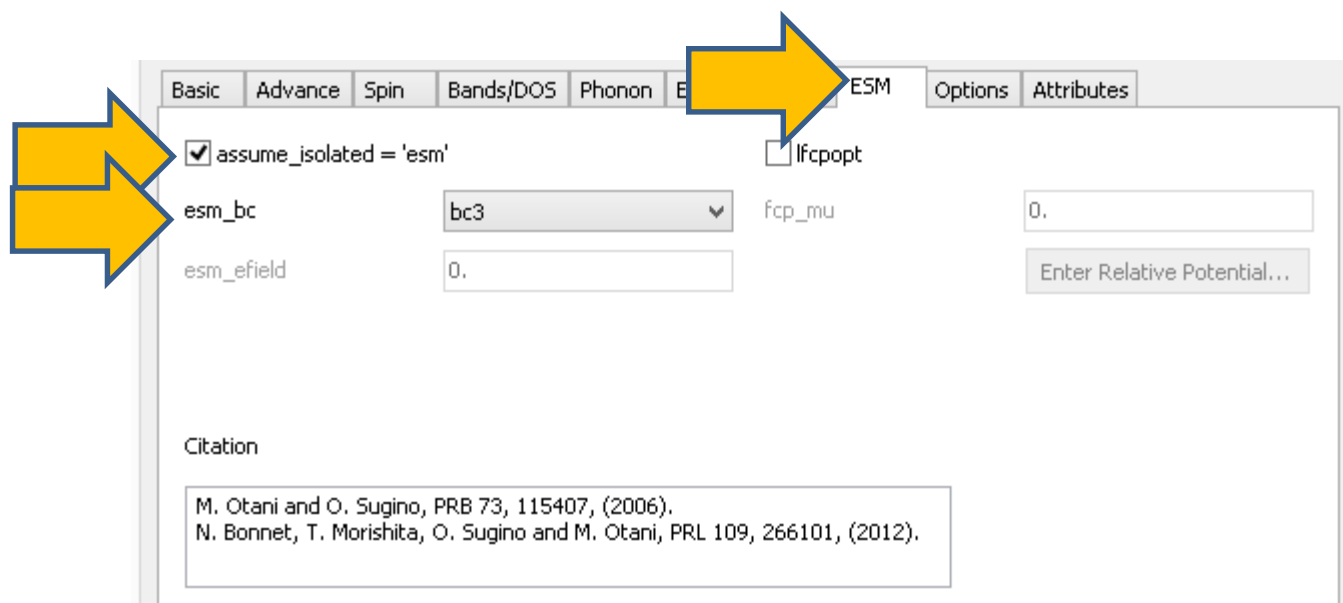 Basic Advance Spin Bands/DOS Phonon ESM Options Attributes
assume_isolated = 'esm' lfcpopt
esm_bc bc3 fcp_mu 0.
esm_efield 0. Enter Relative Potential...
Citation
M. Otani and O. Sugino, PRB 73, 115407, (2006).
N. Bonnet, T. Morishita, O. Sugino and M. Otani, PRL 109, 266101, (2012).